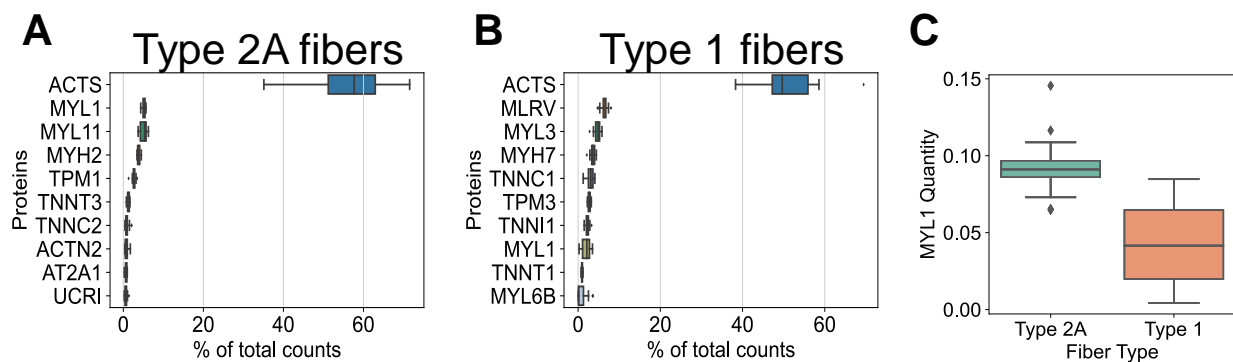 A
Type 2A fibers
Proteins
ACTS
MYL1
MYL11
MYH2
TPM1
TNNT3
TNNC2
ACTN2
AT2A1
UCRI
0 20 40 60
% of total counts
B
Type 1 fibers
Proteins
ACTS
MLRV
MYL3
MYH7
TNNC1
TPM3
TNNI1
MYL1
TNNT1
MYL6B
0 20 40 60
% of total counts
C
MYL1 Quantity
0.15
0.10
0.05
0.00
Type 2A Type 1
Fiber Type